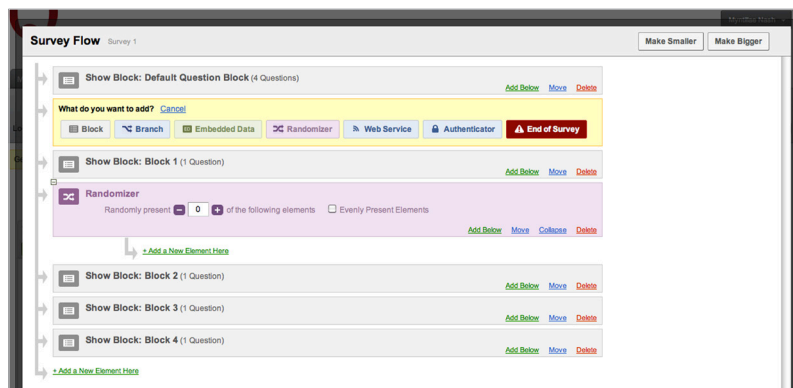 Myrtilas Nash
Survey Flow Survey 1
Make Smaller Make Bigger
Show Block: Default Question Block (4 Questions)
Add Below Move Delete
What do you want to add? Cancel
Block Branch Embedded Data Randomizer Web Service Authenticator End of Survey
Show Block: Block 1 (1 Question)
Add Below Move Delete
Randomizer
Randomly present 0 of the following elements Evenly Present Elements
Add Below Move Collapse Delete
+ Add a New Element Here
Show Block: Block 2 (1 Question)
Add Below Move Delete
Show Block: Block 3 (1 Question)
Add Below Move Delete
Show Block: Block 4 (1 Question)
Add Below Move Delete
+ Add a New Element Here